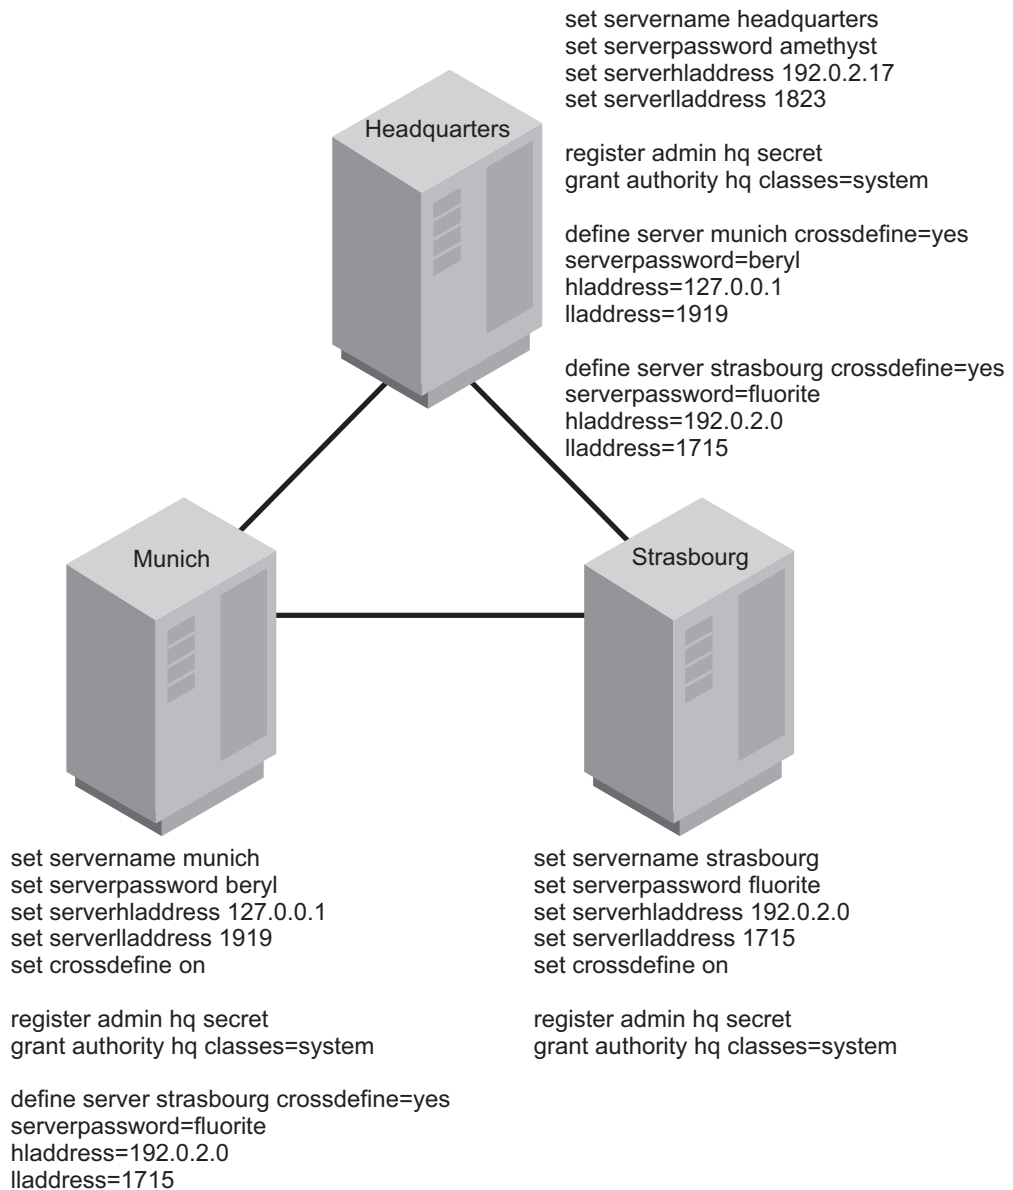 set servername headquarters
set serverpassword amethyst
set serverhladdress 192.0.2.17
set serverlladdress 1823
register admin hq secret
grant authority hq classes=system
define server munich crossdefine=yes
serverpassword=beryl
hladdress=127.0.0.1
lladdress=1919
define server strasbourg crossdefine=yes
serverpassword=fluorite
hladdress=192.0.2.0
lladdress=1715
Headquarters
Munich
Strasbourg
set servername munich
set serverpassword beryl
set serverhladdress 127.0.0.1
set serverlladdress 1919
set crossdefine on
register admin hq secret
grant authority hq classes=system
define server strasbourg crossdefine=yes
serverpassword=fluorite
hladdress=192.0.2.0
lladdress=1715
set servername strasbourg
set serverpassword fluorite
set serverhladdress 192.0.2.0
set serverlladdress 1715
set crossdefine on
register admin hq secret
grant authority hq classes=system